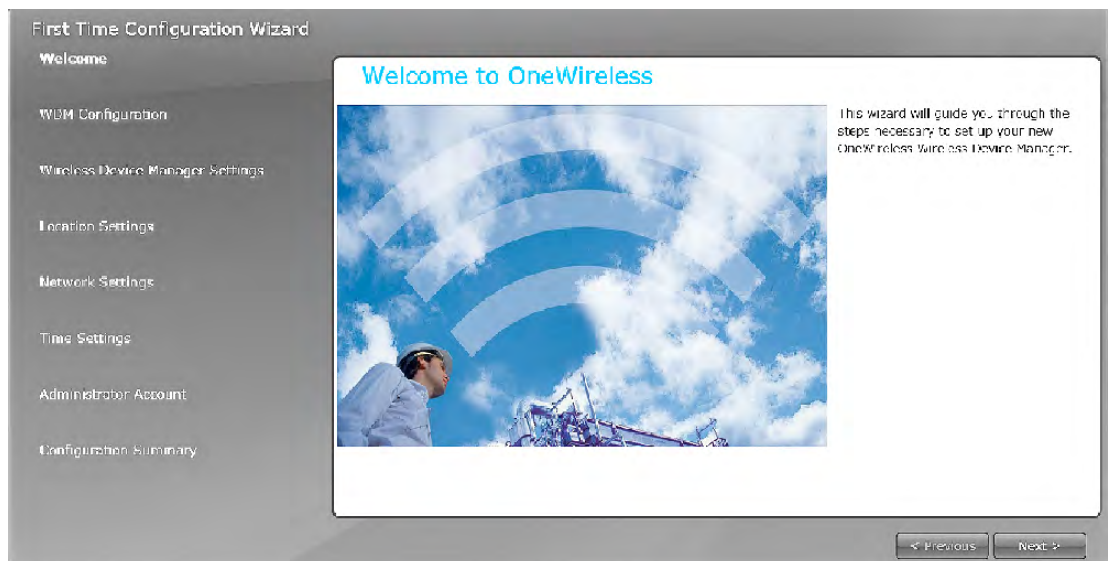 First Time Configuration Wizard
Welcome
WDM Configuration
Wireless Device Manager Settings
Location Settings
Network Settings
Time Settings
Administrator Account
Configuration Summary
Welcome to OneWireless
This wizard will guide you through the
steps necessary to set up your new
OneWireless Wireless Device Manager.
< Previous
Next >